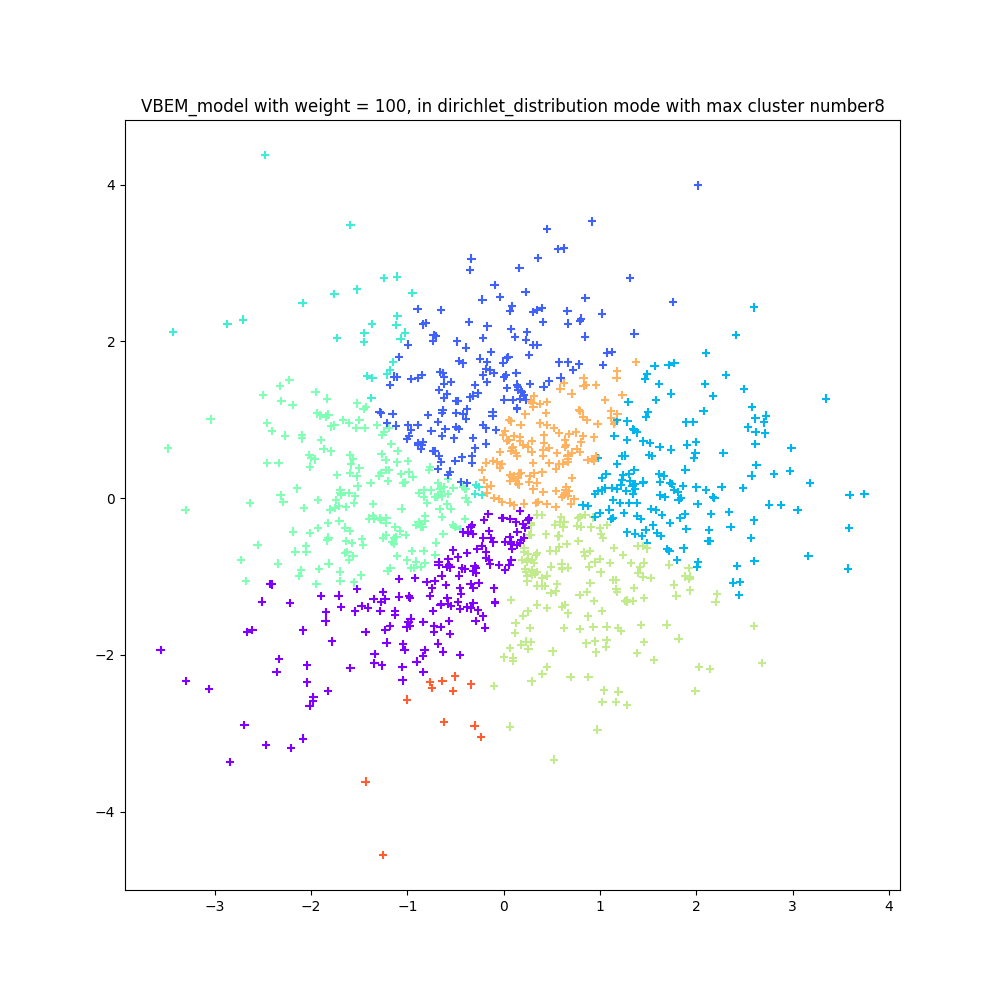 VBEM_model with weight = 100, in dirichlet_distribution mode with max cluster number8
4
2
0
−2
−4
−3 −2 −1 0 1 2 3 4